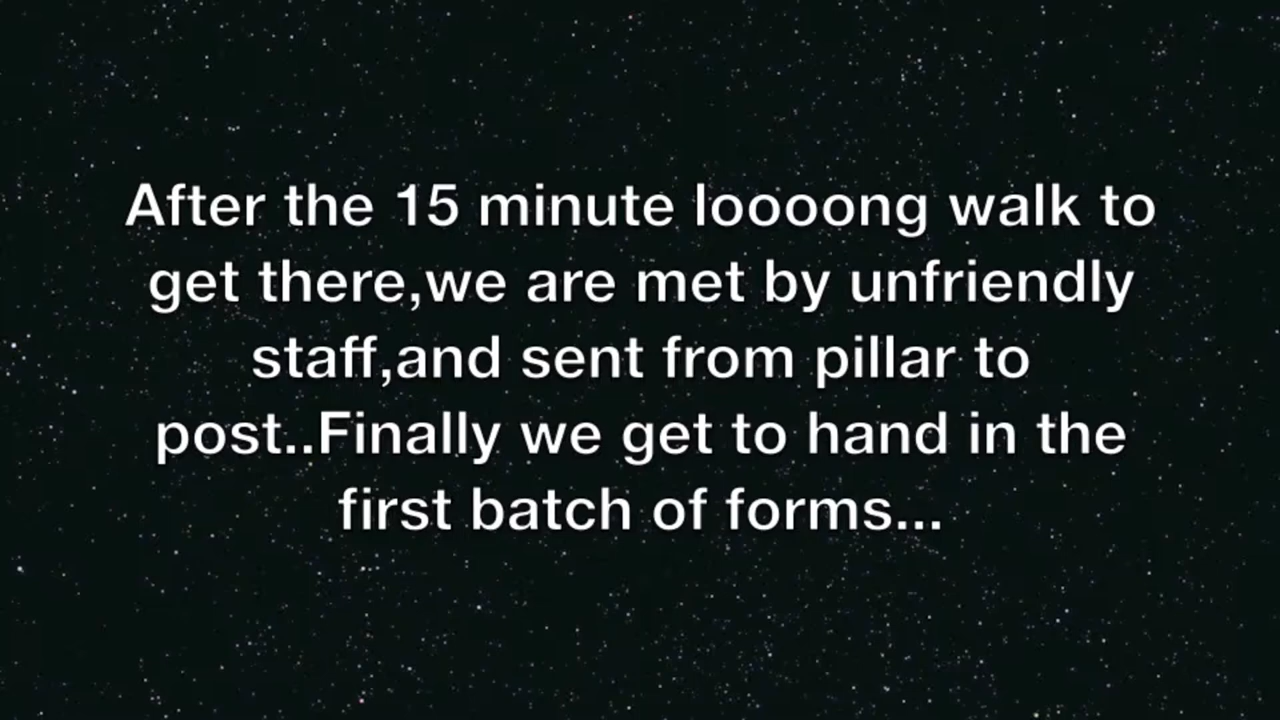 After the 15 minute loooong walk to
get there,we are met by unfriendly
staff,and sent from pillar to
post..Finally we get to hand in the
first batch of forms...